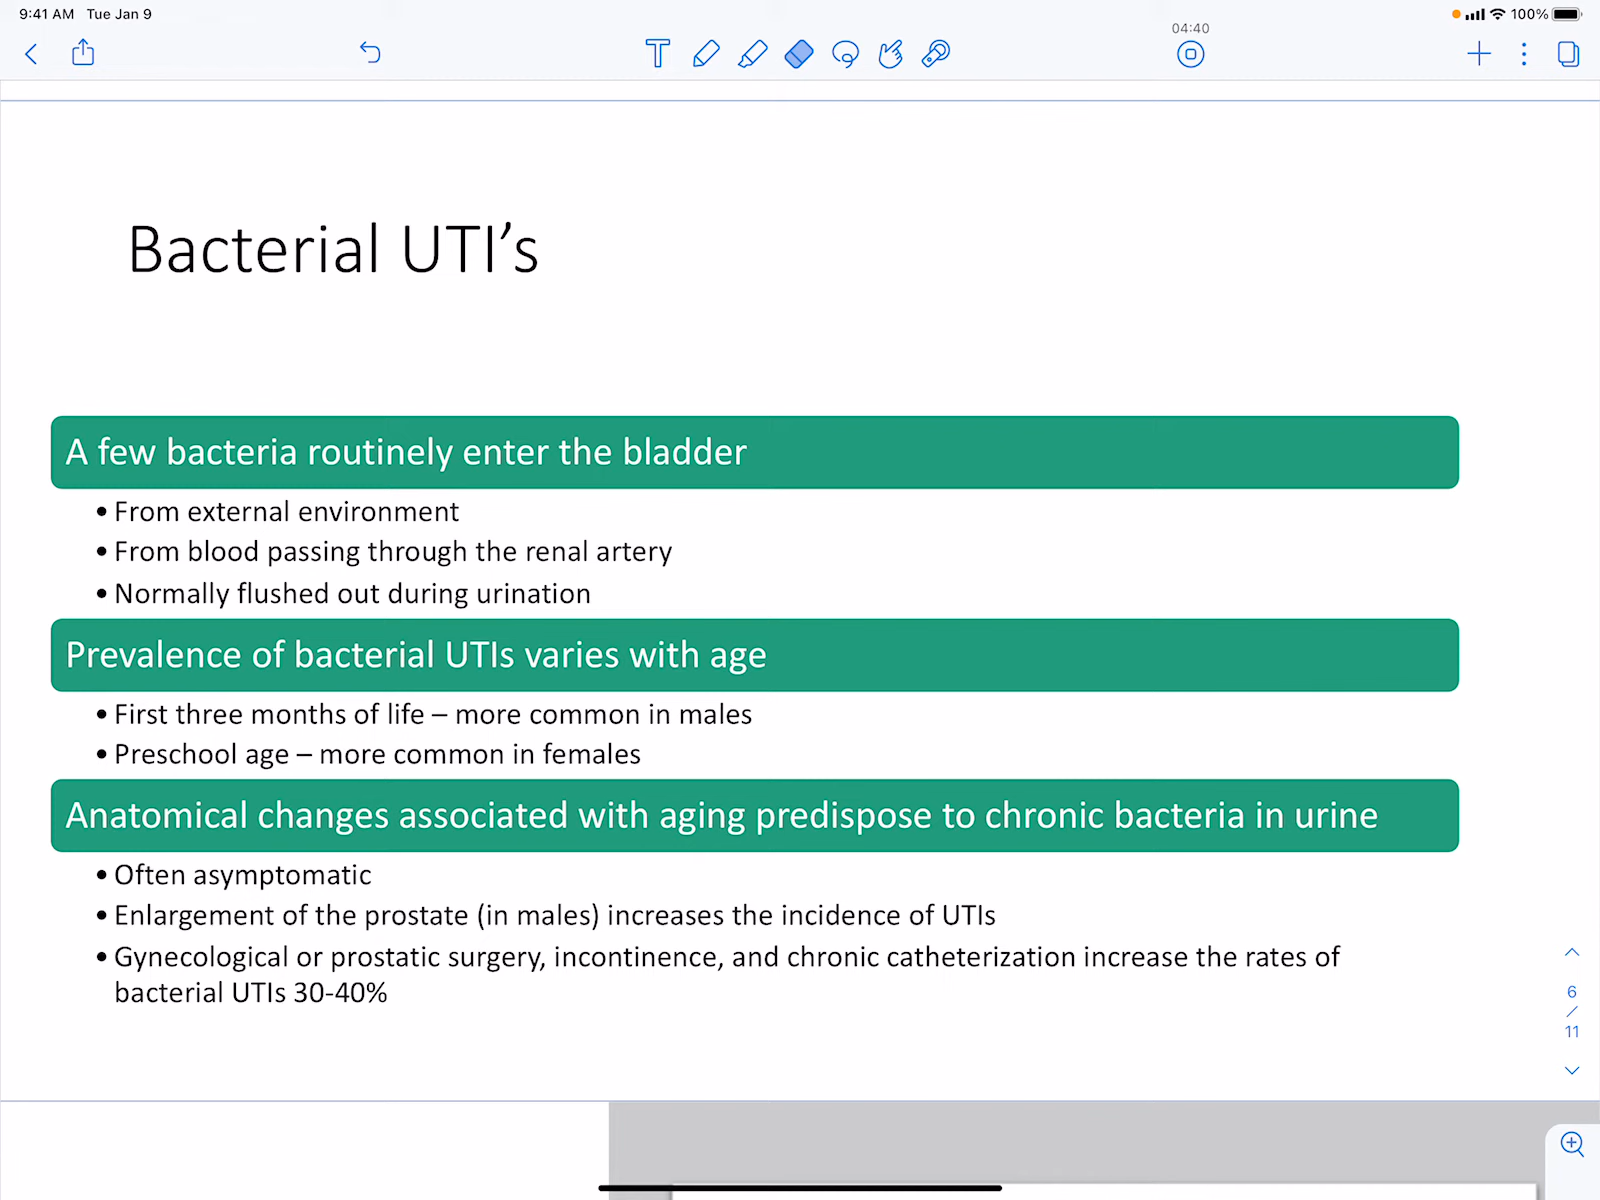 9:41 AM Tue Jan 9
100%
04:40
Bacterial UTI’s
A few bacteria routinely enter the bladder
• From external environment
• From blood passing through the renal artery
• Normally flushed out during urination
Prevalence of bacterial UTIs varies with age
• First three months of life – more common in males
• Preschool age – more common in females
Anatomical changes associated with aging predispose to chronic bacteria in urine
• Often asymptomatic
• Enlargement of the prostate (in males) increases the incidence of UTIs
• Gynecological or prostatic surgery, incontinence, and chronic catheterization increase the rates of
bacterial UTIs 30-40%
6
/
11